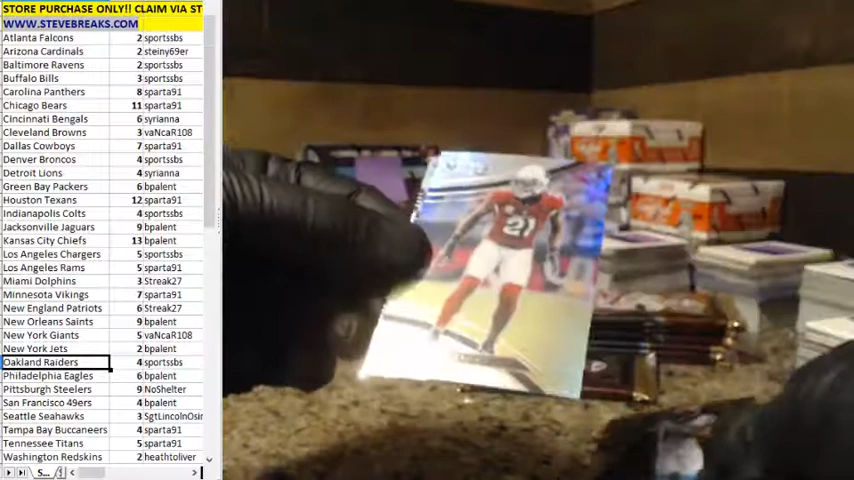 STORE PURCHASE ONLY!! CLAIM VIA ST
WWW.STEVEBREAKS.COM
Atlanta Falcons 2 sportssbs
Arizona Cardinals 2 steiny69er
Baltimore Ravens 2 sportssbs
Buffalo Bills 3 sportssbs
Carolina Panthers 8 sparta91
Chicago Bears 11 sparta91
Cincinnati Bengals 6 syrianna
Cleveland Browns 3 vaNcaR108
Dallas Cowboys 7 sparta91
Denver Broncos 4 sportssbs
Detroit Lions 4 syrianna
Green Bay Packers 6 bpalent
Houston Texans 12 sparta91
Indianapolis Colts 4 sportssbs
Jacksonville Jaguars 9 bpalent
Kansas City Chiefs 13 bpalent
Los Angeles Chargers 5 sportssbs
Los Angeles Rams 5 sparta91
Miami Dolphins 3 Streak27
Minnesota Vikings 7 sparta91
New England Patriots 6 Streak27
New Orleans Saints 9 bpalent
New York Giants 5 vaNcaR108
New York Jets 2 bpalent
Oakland Raiders 4 sportssbs
Philadelphia Eagles 6 bpalent
Pittsburgh Steelers 9 NoShelter
San Francisco 49ers 4 bpalent
Seattle Seahawks 3 SgtLincolnOsir
Tampa Bay Buccaneers 4 sparta91
Tennessee Titans 5 sparta91
Washington Redskins 2 heathtoliver
S...
21